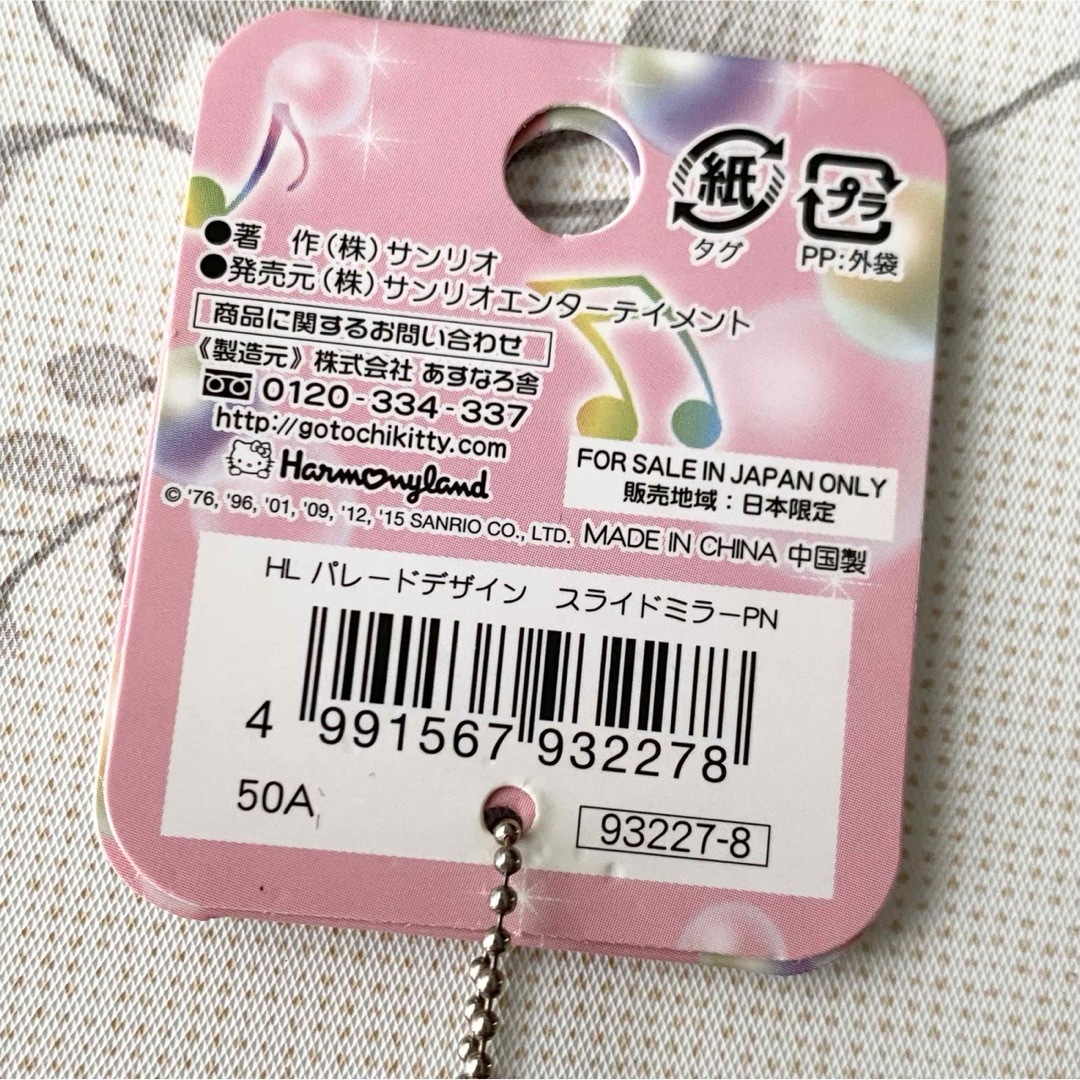 紙
タグ
プラ
PP:外袋
●著　作(株)サンリオ
●発売元(株)サンリオエンターテイメント
商品に関するお問い合わせ
《製造元》株式会社 あすなろ舎
0120-334-337
http://gotochikitty.com
Harmonyland
FOR SALE IN JAPAN ONLY
販売地域：日本限定
© '76, '96, '01, '09, '12, '15 SANRIO CO., LTD. MADE IN CHINA 中国製
HL パレードデザイン　スライドミラーPN
4 991567 932278
50A
93227-8